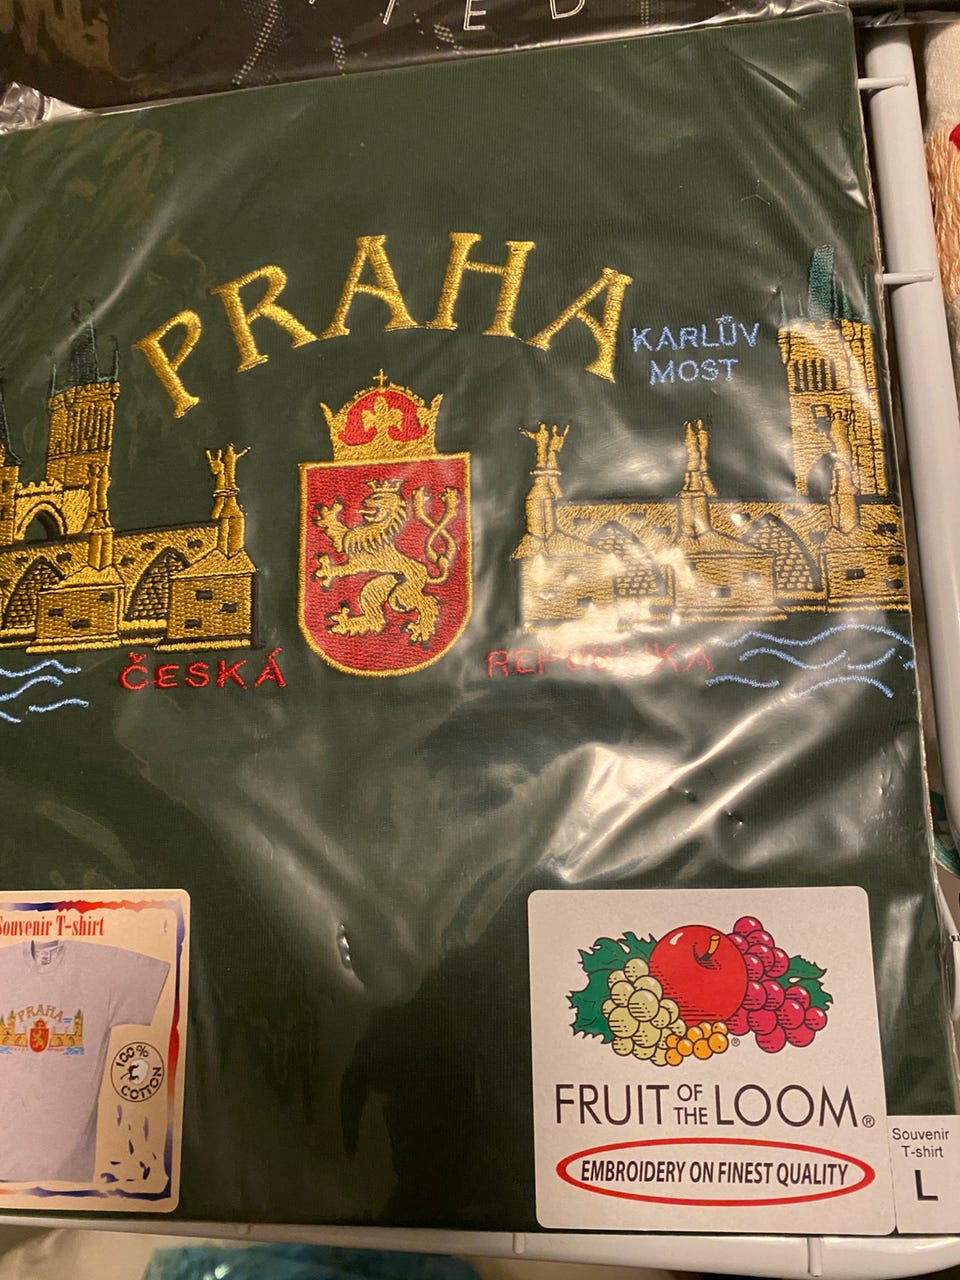 TED
PRAHA
KARLŮV
MOST
ČESKÁ REPUBLIKA
Souvenir T-shirt
PRAHA
100%
COTTON
FRUIT OF THE LOOM®
EMBROIDERY ON FINEST QUALITY
Souvenir
T-shirt
L